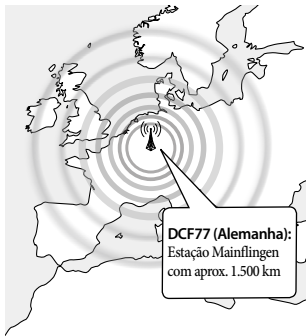 DCF77 (Alemanha):
Estação Mainflingen
com aprox. 1.500 km